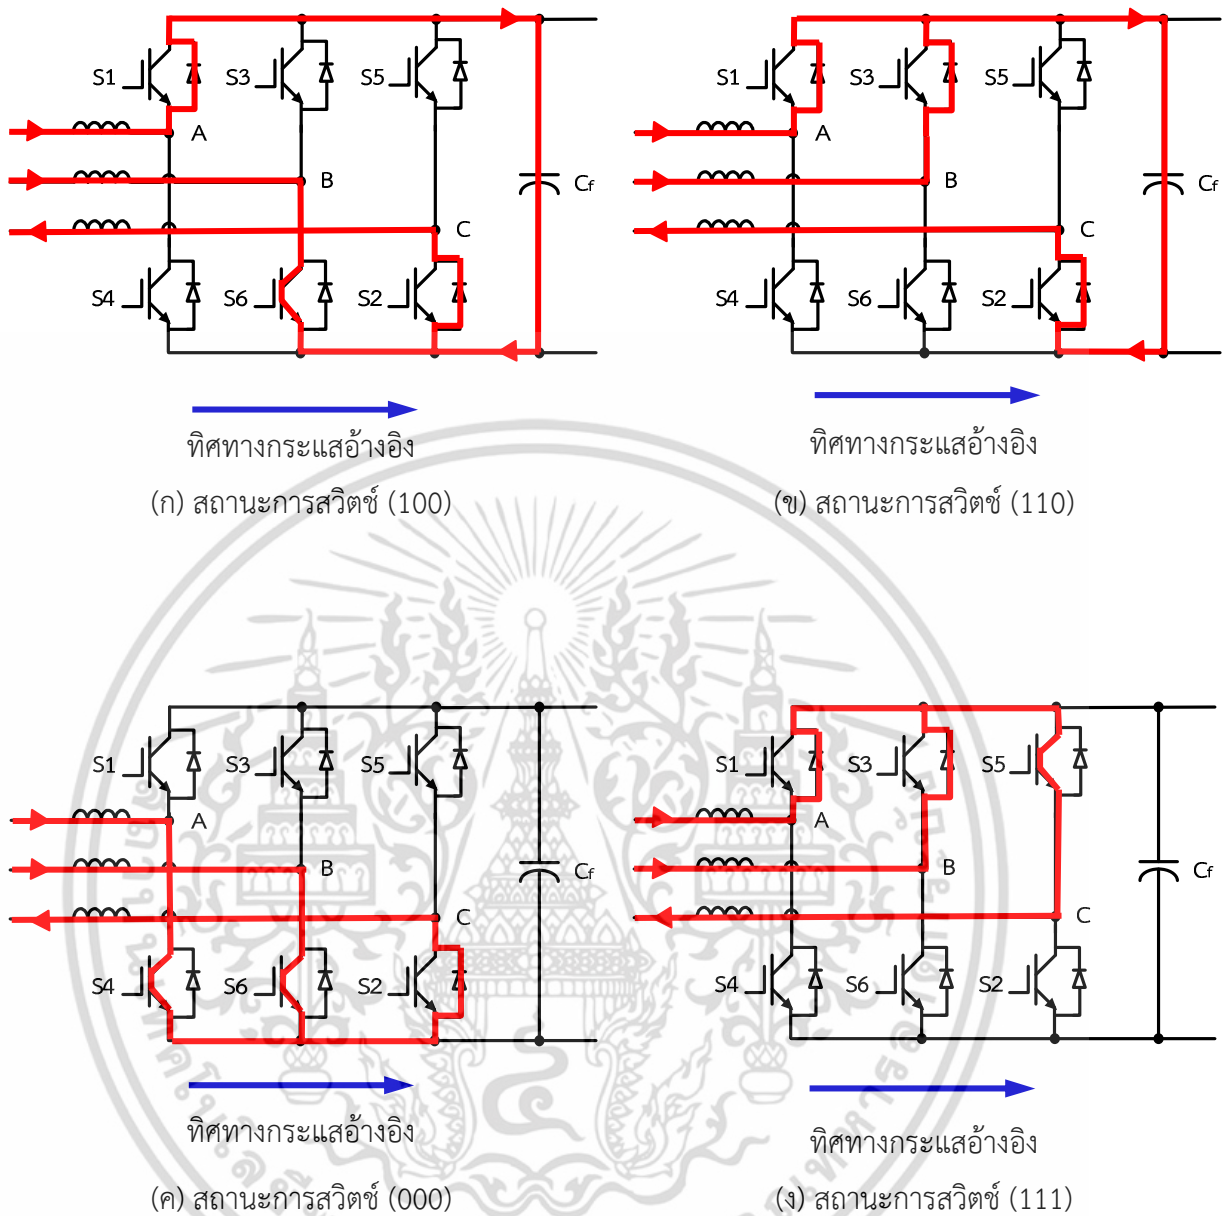 S1
S3
S5
A
B
C
Cf
S4
S6
S2
ทิศทางกระแสอ้างอิง
(ก) สถานะการสวิตช์ (100)
S1
S3
S5
A
B
C
Cf
S4
S6
S2
ทิศทางกระแสอ้างอิง
(ข) สถานะการสวิตช์ (110)
S1
S3
S5
A
B
C
Cf
S4
S6
S2
ทิศทางกระแสอ้างอิง
(ค) สถานะการสวิตช์ (000)
S1
S3
S5
A
B
C
Cf
S4
S6
S2
ทิศทางกระแสอ้างอิง
(ง) สถานะการสวิตช์ (111)